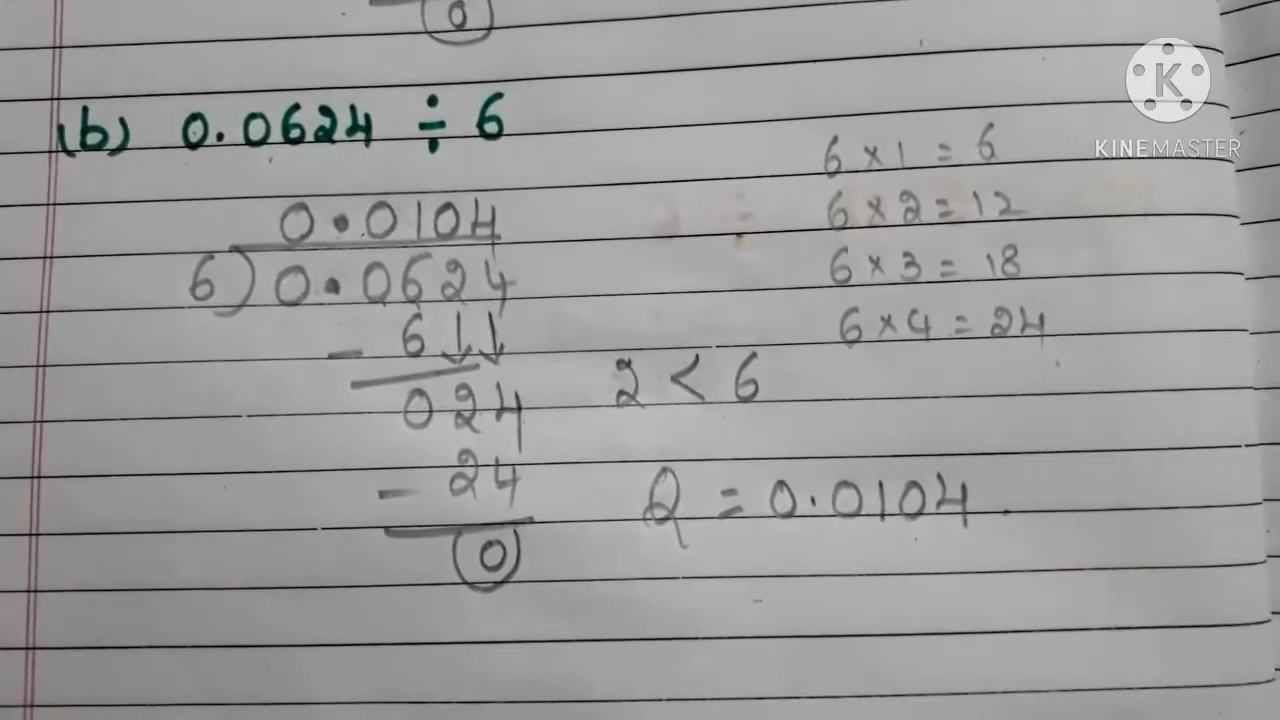 0
(b) 0.0624 ÷ 6
K
KINEMASTER
6 × 1 = 6
6 × 2 = 12
6 × 3 = 18
6 × 4 = 24
0.0104
6) 0.0624
- 6↓↓
024
2 < 6
- 24
Q = 0.0104.
0